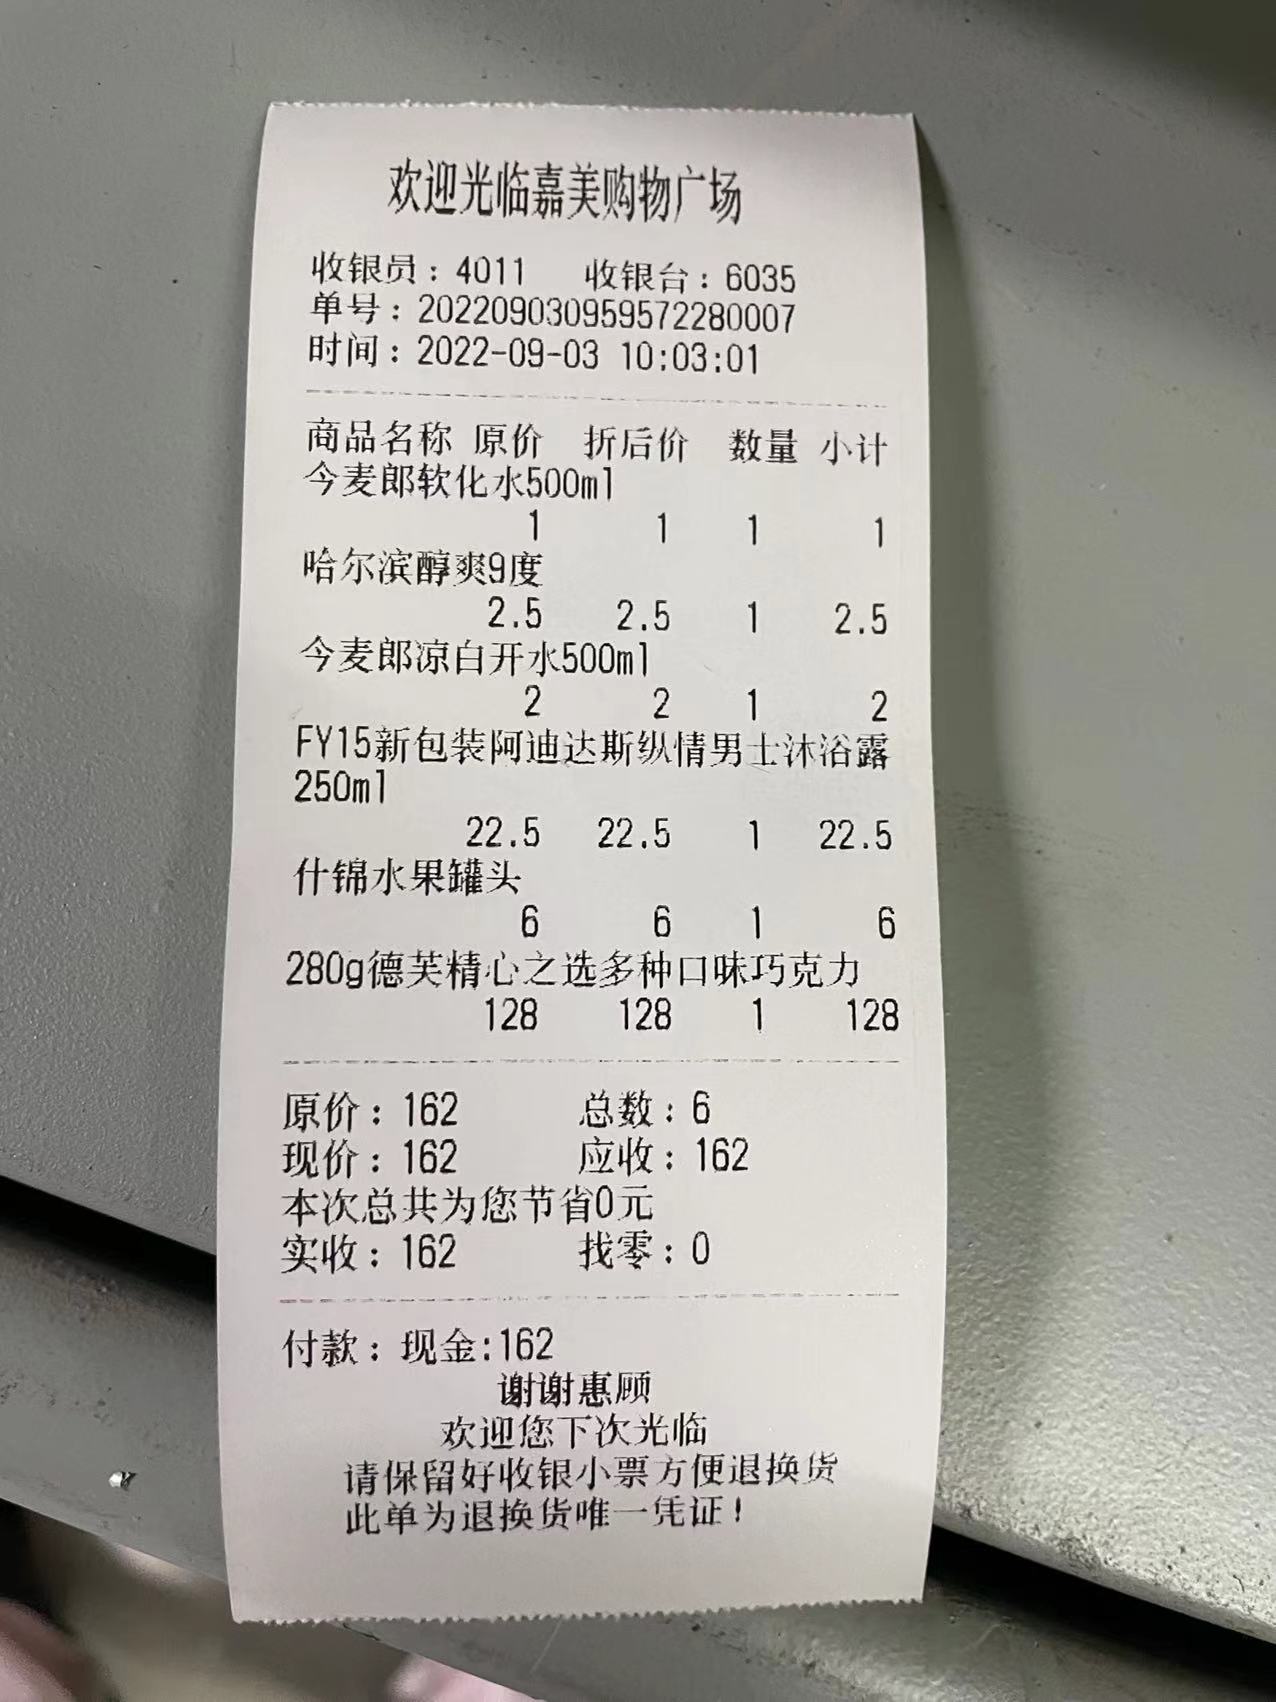 欢迎光临嘉美购物广场
收银员：4011 收银台：6035
单号：202209030959572280007
时间：2022-09-03 10:03:01
商品名称 原价 折后价 数量 小计
今麦郎软化水500ml
1 1 1 1
哈尔滨醇爽9度
2.5 2.5 1 2.5
今麦郎凉白开水500ml
2 2 1 2
FY15新包装阿迪达斯纵情男士沐浴露
250ml
22.5 22.5 1 22.5
什锦水果罐头
6 6 1 6
280g德芙精心之选多种口味巧克力
128 128 1 128
原价：162 总数：6
现价：162 应收：162
本次总共为您节省0元
实收：162 找零：0
付款：现金:162
谢谢惠顾
欢迎您下次光临
请保留好收银小票方便退换货
此单为退换货唯一凭证！